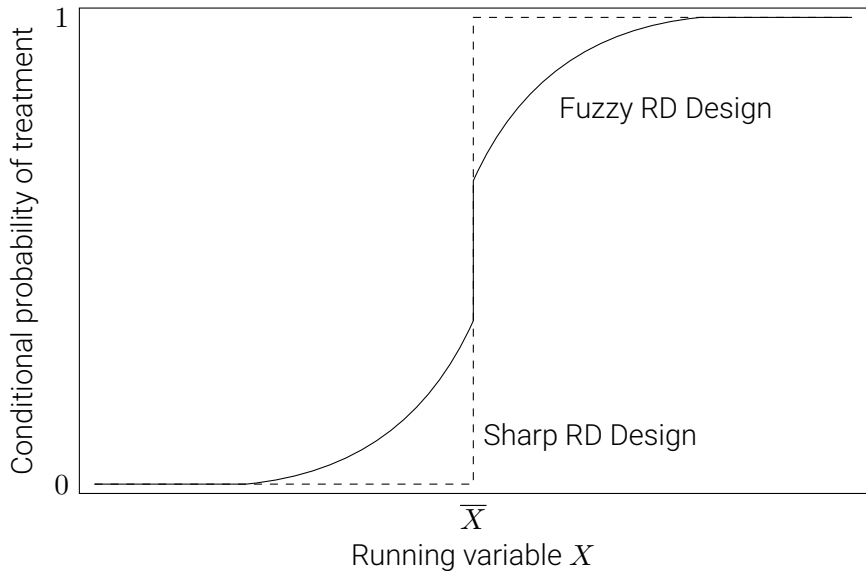 1
Conditional probability of treatment
Fuzzy RD Design
Sharp RD Design
0
X̅
Running variable X